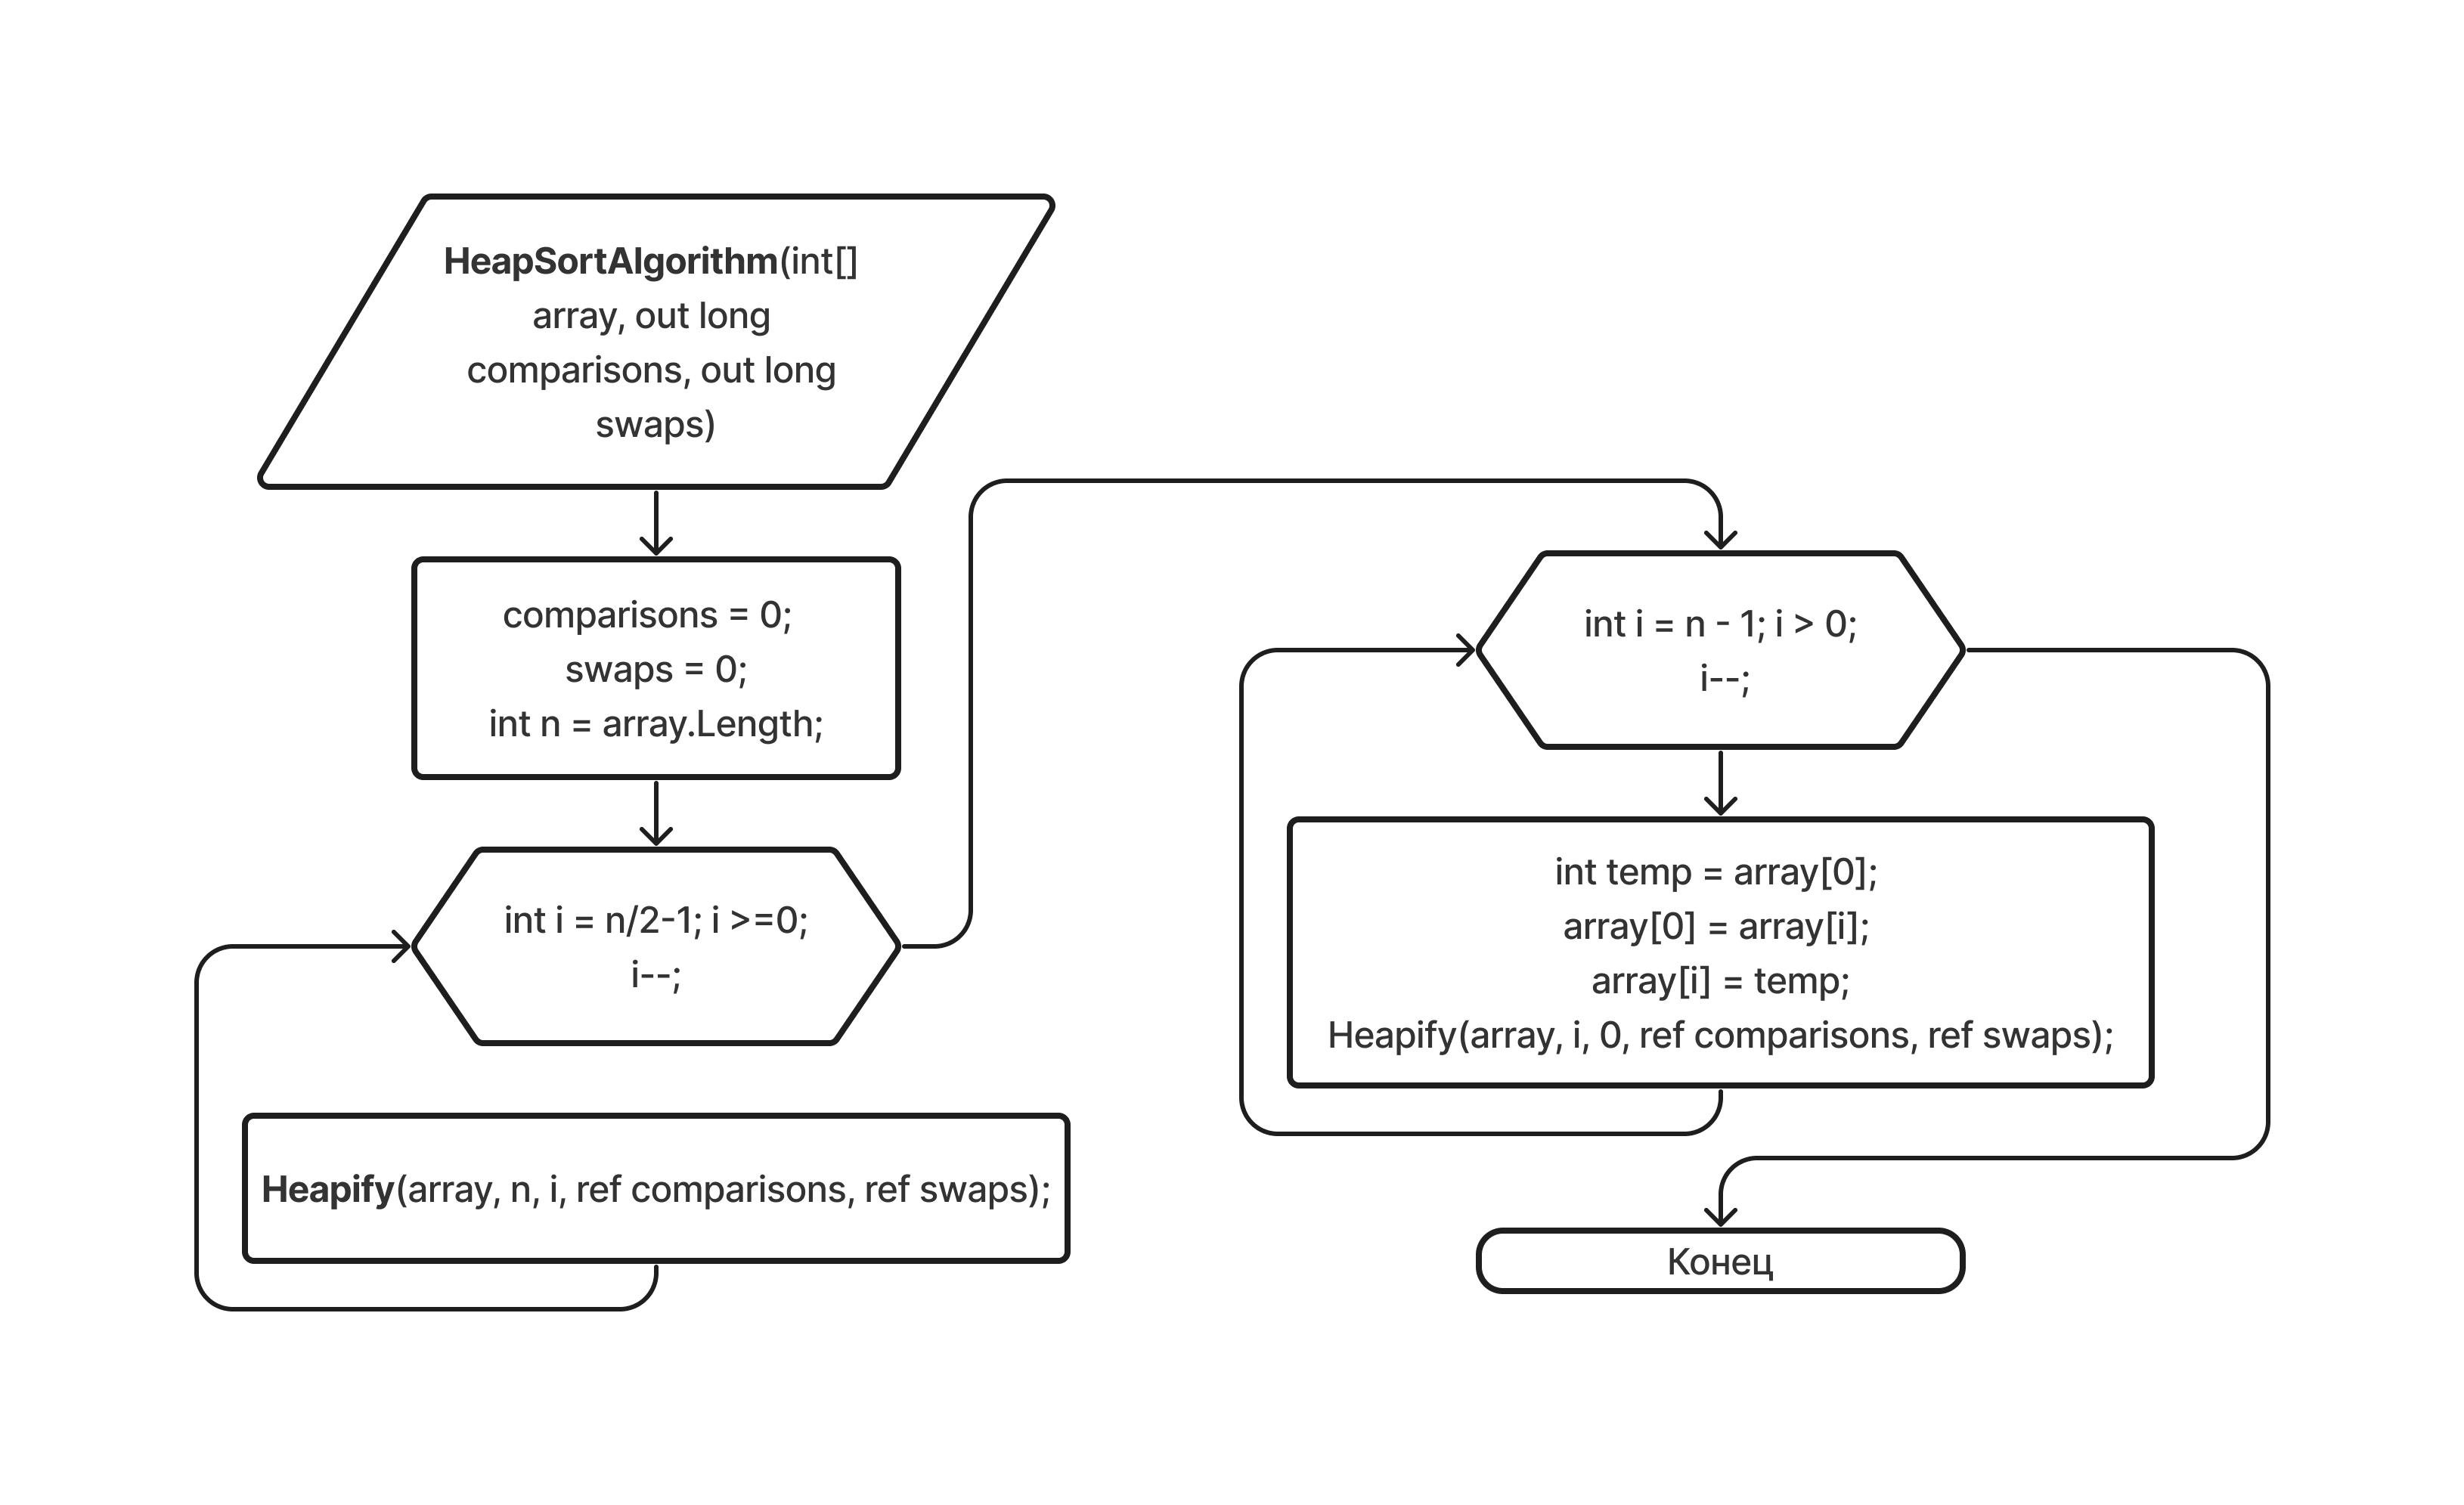 HeapSortAlgorithm(int[]
array, out long
comparisons, out long
swaps)
comparisons = 0;
swaps = 0;
int n = array.Length;
int i = n/2-1; i >=0;
i--;
Heapify(array, n, i, ref comparisons, ref swaps);
int i = n - 1; i > 0;
i--;
int temp = array[0];
array[0] = array[i];
array[i] = temp;
Heapify(array, i, 0, ref comparisons, ref swaps);
Конец